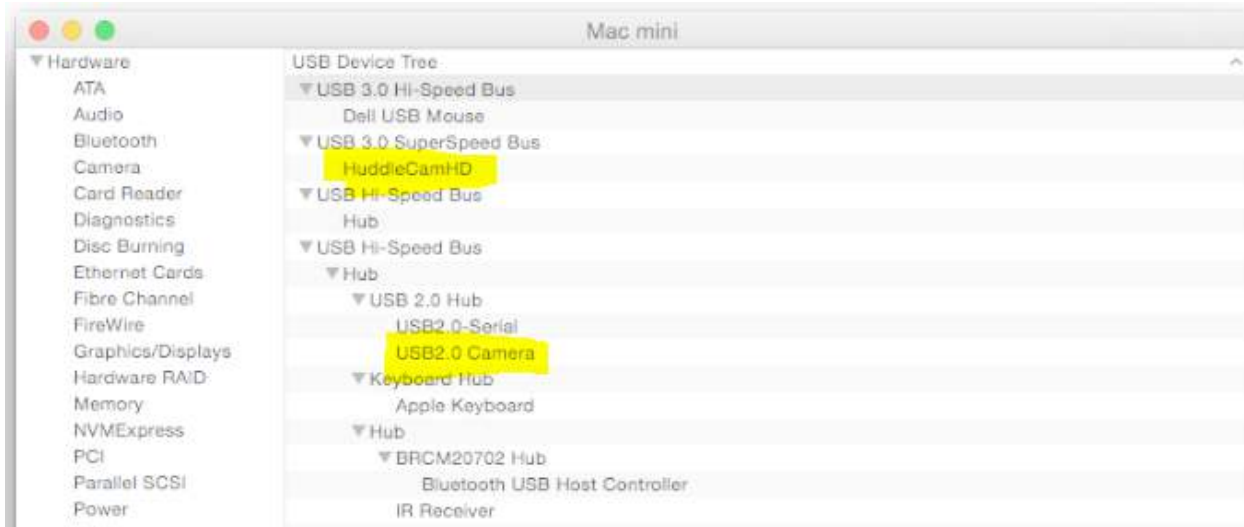 Mac mini
Hardware
ATA
Audio
Bluetooth
Camera
Card Reader
Diagnostics
Disc Burning
Ethernet Cards
Fibre Channel
FireWire
Graphics/Displays
Hardware RAID
Memory
NVMExpress
PCI
Parallel SCSI
Power
USB Device Tree
USB 3.0 Hi-Speed Bus
Dell USB Mouse
USB 3.0 SuperSpeed Bus
HuddleCamHD
USB Hi-Speed Bus
Hub
USB Hi-Speed Bus
Hub
USB 2.0 Hub
USB2.0-Serial
USB2.0 Camera
Keyboard Hub
Apple Keyboard
Hub
BRCM20702 Hub
Bluetooth USB Host Controller
IR Receiver